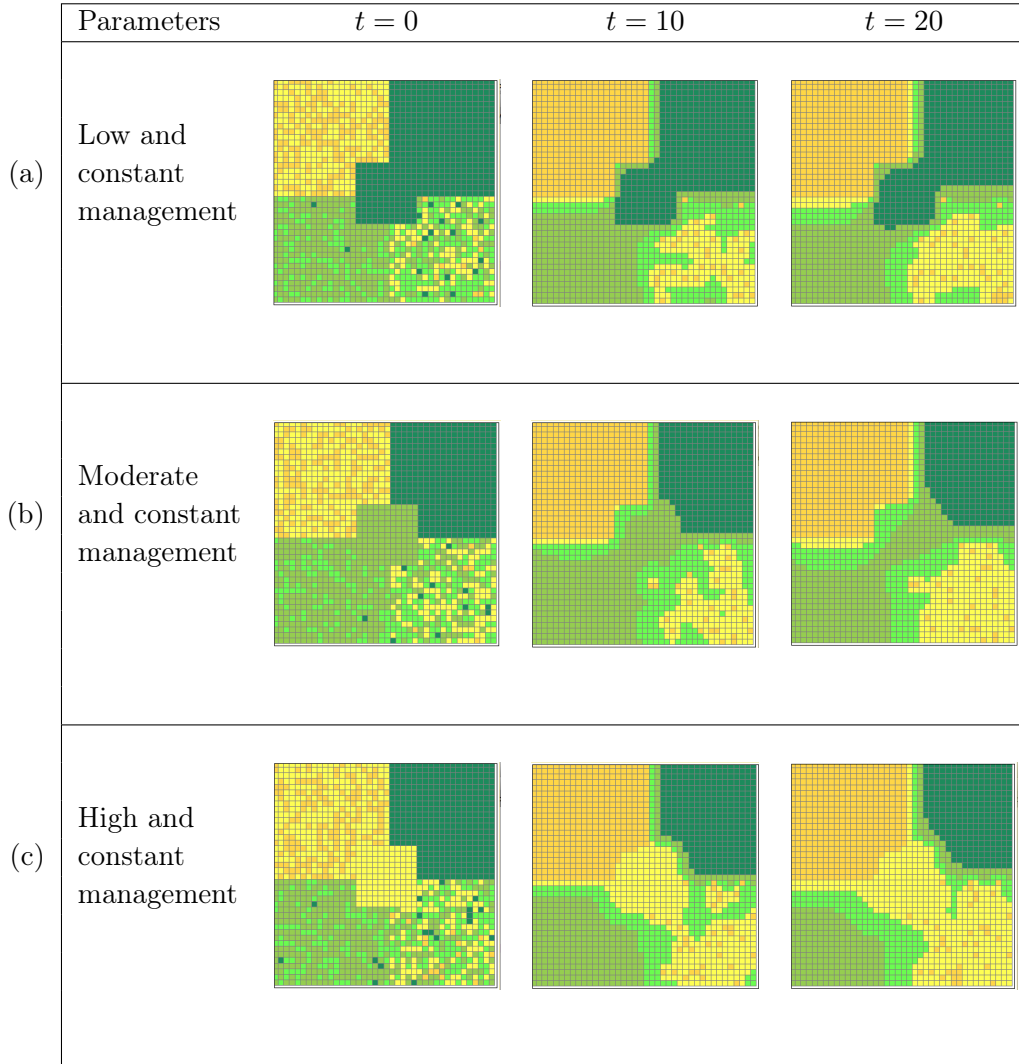 Parameters t = 0 t = 10 t = 20
(a)
Low and
constant
management
(b)
Moderate
and constant
management
(c)
High and
constant
management